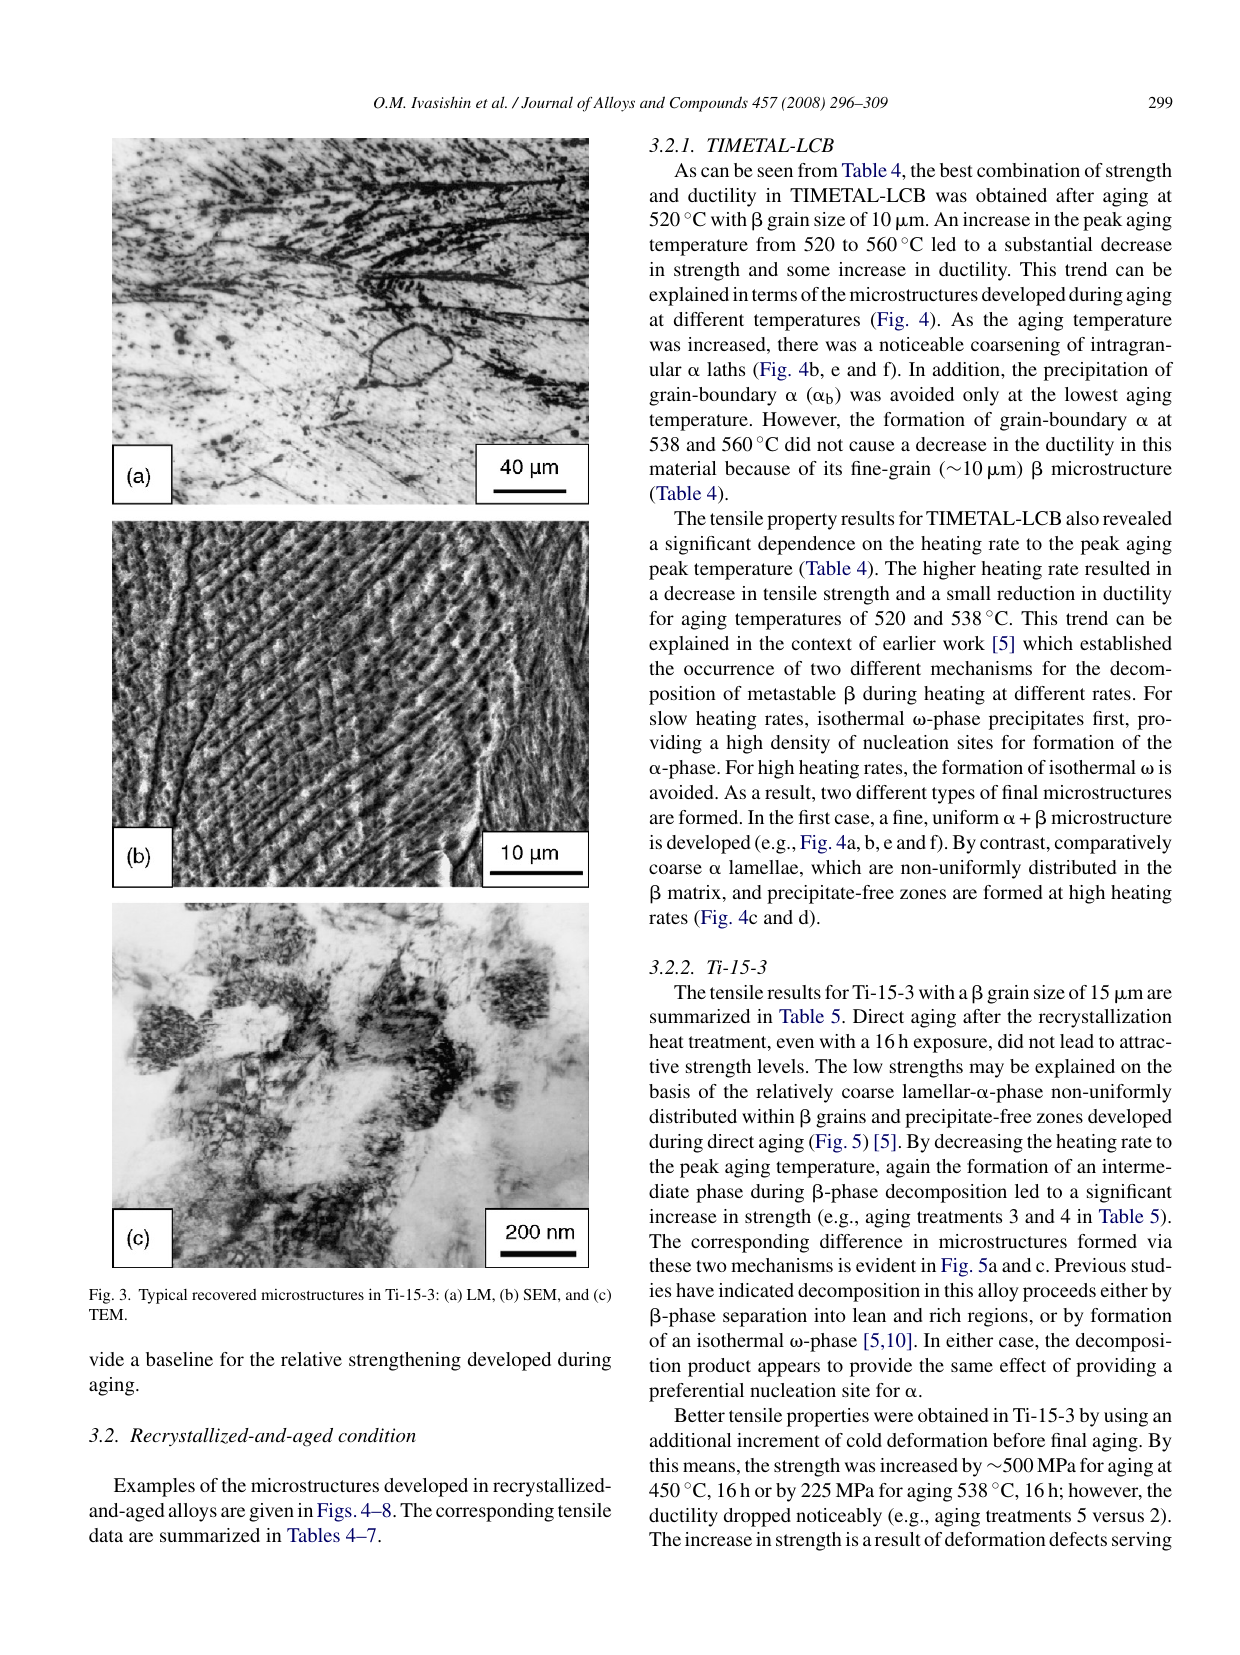 O.M. Ivasishin et al. / Journal of Alloys and Compounds 457 (2008) 296–309
299
(a)
40 μm
(b)
10 μm
(c)
200 nm
Fig. 3. Typical recovered microstructures in Ti-15-3: (a) LM, (b) SEM, and (c)
TEM.
vide a baseline for the relative strengthening developed during
aging.
3.2. Recrystallized-and-aged condition
Examples of the microstructures developed in recrystallized-
and-aged alloys are given in Figs. 4–8. The corresponding tensile
data are summarized in Tables 4–7.
3.2.1. TIMETAL-LCB
As can be seen from Table 4, the best combination of strength
and ductility in TIMETAL-LCB was obtained after aging at
520 °C with β grain size of 10 μm. An increase in the peak aging
temperature from 520 to 560 °C led to a substantial decrease
in strength and some increase in ductility. This trend can be
explained in terms of the microstructures developed during aging
at different temperatures (Fig. 4). As the aging temperature
was increased, there was a noticeable coarsening of intragran-
ular α laths (Fig. 4b, e and f). In addition, the precipitation of
grain-boundary α (αb) was avoided only at the lowest aging
temperature. However, the formation of grain-boundary α at
538 and 560 °C did not cause a decrease in the ductility in this
material because of its fine-grain (∼10 μm) β microstructure
(Table 4).
The tensile property results for TIMETAL-LCB also revealed
a significant dependence on the heating rate to the peak aging
peak temperature (Table 4). The higher heating rate resulted in
a decrease in tensile strength and a small reduction in ductility
for aging temperatures of 520 and 538 °C. This trend can be
explained in the context of earlier work [5] which established
the occurrence of two different mechanisms for the decom-
position of metastable β during heating at different rates. For
slow heating rates, isothermal ω-phase precipitates first, pro-
viding a high density of nucleation sites for formation of the
α-phase. For high heating rates, the formation of isothermal ω is
avoided. As a result, two different types of final microstructures
are formed. In the first case, a fine, uniform α + β microstructure
is developed (e.g., Fig. 4a, b, e and f). By contrast, comparatively
coarse α lamellae, which are non-uniformly distributed in the
β matrix, and precipitate-free zones are formed at high heating
rates (Fig. 4c and d).
3.2.2. Ti-15-3
The tensile results for Ti-15-3 with a β grain size of 15 μm are
summarized in Table 5. Direct aging after the recrystallization
heat treatment, even with a 16 h exposure, did not lead to attrac-
tive strength levels. The low strengths may be explained on the
basis of the relatively coarse lamellar-α-phase non-uniformly
distributed within β grains and precipitate-free zones developed
during direct aging (Fig. 5) [5]. By decreasing the heating rate to
the peak aging temperature, again the formation of an interme-
diate phase during β-phase decomposition led to a significant
increase in strength (e.g., aging treatments 3 and 4 in Table 5).
The corresponding difference in microstructures formed via
these two mechanisms is evident in Fig. 5a and c. Previous stud-
ies have indicated decomposition in this alloy proceeds either by
β-phase separation into lean and rich regions, or by formation
of an isothermal ω-phase [5,10]. In either case, the decomposi-
tion product appears to provide the same effect of providing a
preferential nucleation site for α.
Better tensile properties were obtained in Ti-15-3 by using an
additional increment of cold deformation before final aging. By
this means, the strength was increased by ∼500 MPa for aging at
450 °C, 16 h or by 225 MPa for aging 538 °C, 16 h; however, the
ductility dropped noticeably (e.g., aging treatments 5 versus 2).
The increase in strength is a result of deformation defects serving